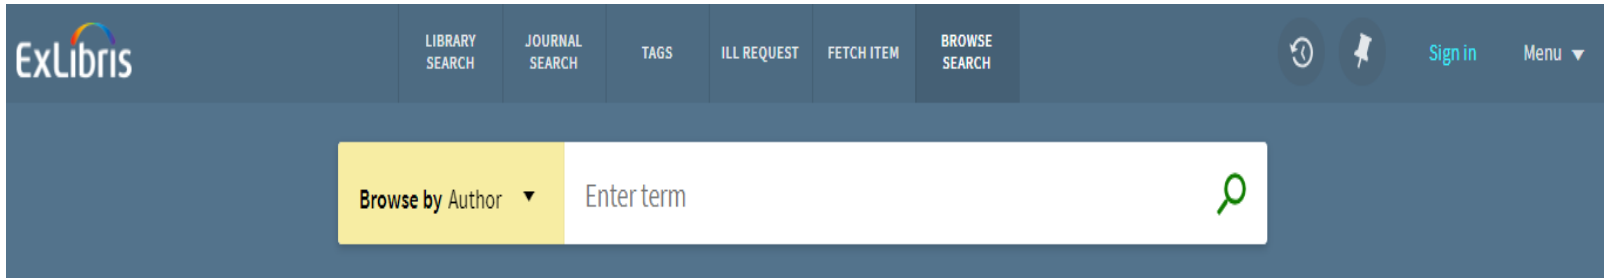 ExLibris
LIBRARY
SEARCH
JOURNAL
SEARCH
TAGS
ILL REQUEST
FETCH ITEM
BROWSE
SEARCH
Sign in
Menu
Browse by Author
Enter term